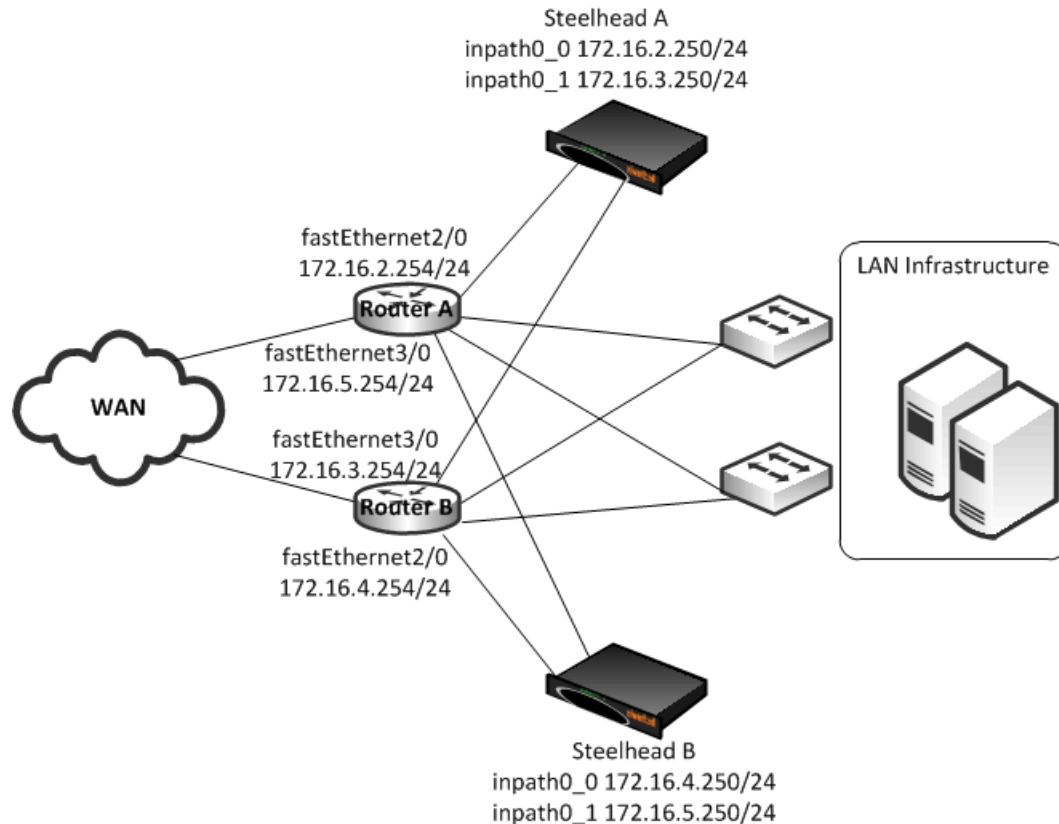 Steelhead A
inpath0_0 172.16.2.250/24
inpath0_1 172.16.3.250/24
fastEthernet2/0
172.16.2.254/24
LAN Infrastructure
Router A
fastEthernet3/0
172.16.5.254/24
WAN
fastEthernet3/0
172.16.3.254/24
Router B
fastEthernet2/0
172.16.4.254/24
Steelhead B
inpath0_0 172.16.4.250/24
inpath0_1 172.16.5.250/24